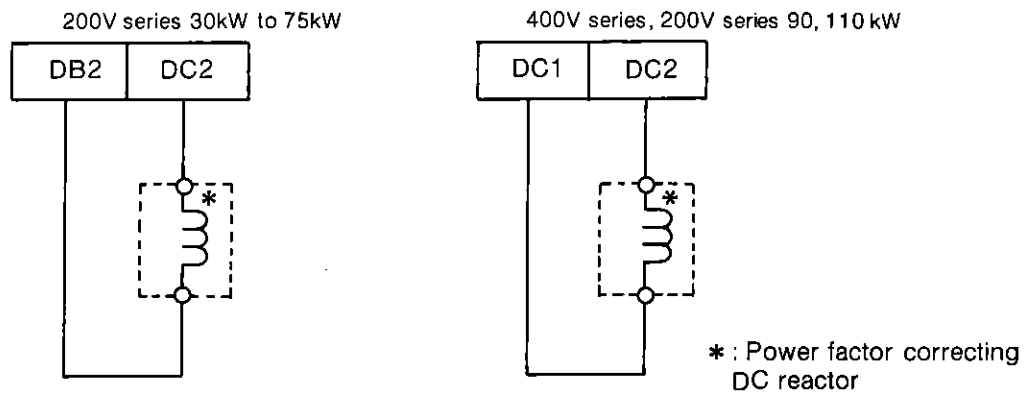 200V series 30kW to 75kW
DB2 DC2
*
400V series, 200V series 90, 110 kW
DC1 DC2
*
* : Power factor correcting
DC reactor